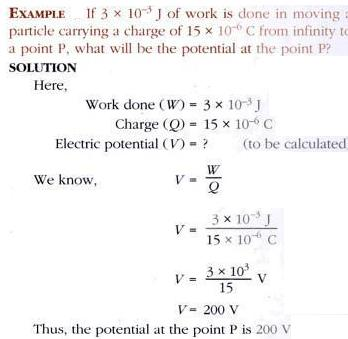 EXAMPLE If 3 × 10⁻³ J of work is done in moving a
particle carrying a charge of 15 × 10⁻⁶ C from infinity to
a point P, what will be the potential at the point P?
SOLUTION
Here,
Work done (W) = 3 × 10⁻³ J
Charge (Q) = 15 × 10⁻⁶ C
Electric potential (V) = ? (to be calculated)
We know, V = W/Q
V = 3 × 10⁻³ J / 15 × 10⁻⁶ C
V = 3 × 10³ / 15 V
V = 200 V
Thus, the potential at the point P is 200 V